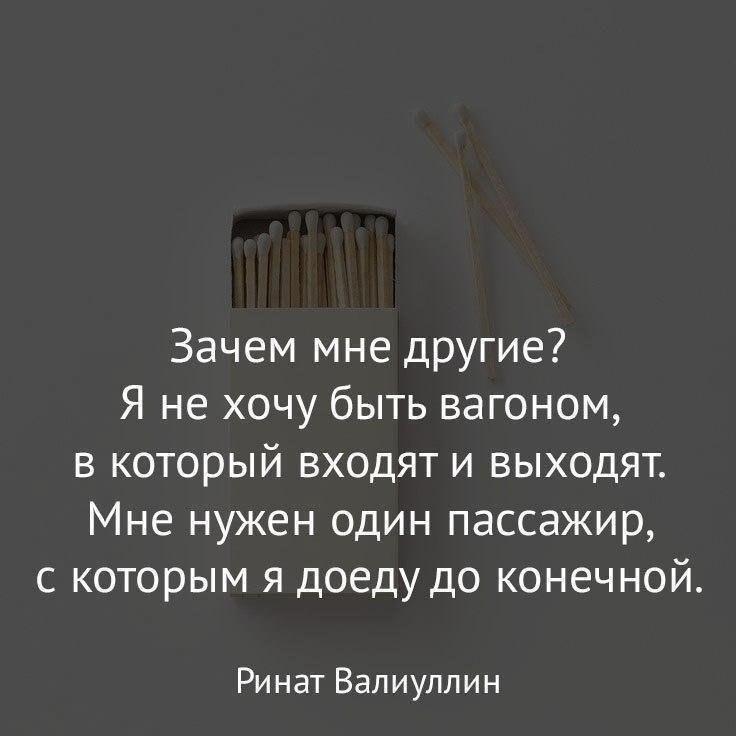 Зачем мне другие?
Я не хочу быть вагоном,
в который входят и выходят.
Мне нужен один пассажир,
с которым я доеду до конечной.
Ринат Валиуллин